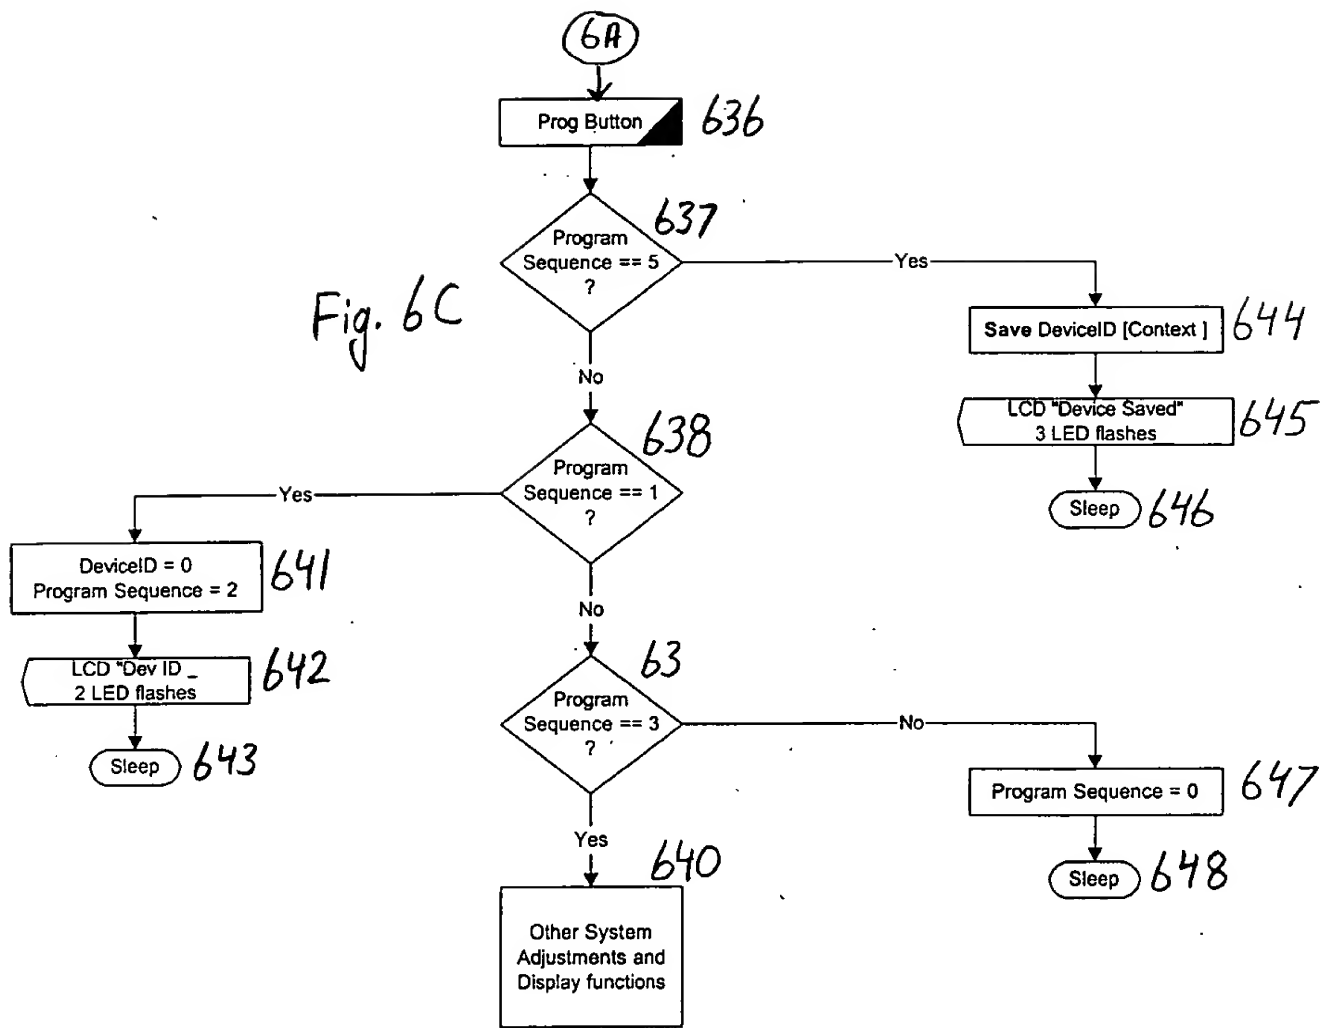 6A
Prog Button 636
637
Program
Sequence == 5
?
Yes
Fig. 6C
Save DeviceID [Context ] 644
No
LCD "Device Saved"
3 LED flashes
645
638
Program
Sequence == 1
?
Yes
Sleep 646
DeviceID = 0
Program Sequence = 2
641
No
LCD "Dev ID _
2 LED flashes
642
63
Program
Sequence == 3
?
No
Sleep 643
Program Sequence = 0 647
Yes
640
Sleep 648
Other System
Adjustments and
Display functions